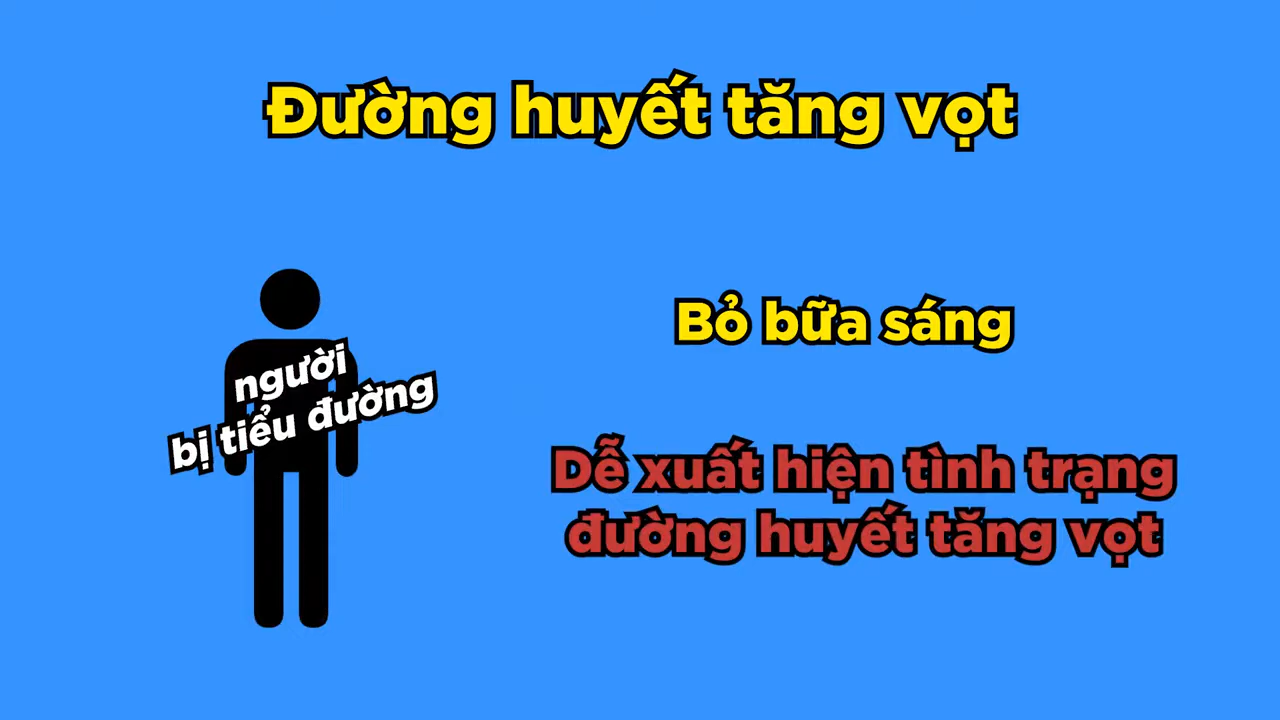 Đường huyết tăng vọt
người
bị tiểu đường
Bỏ bữa sáng
Dễ xuất hiện tình trạng
đường huyết tăng vọt